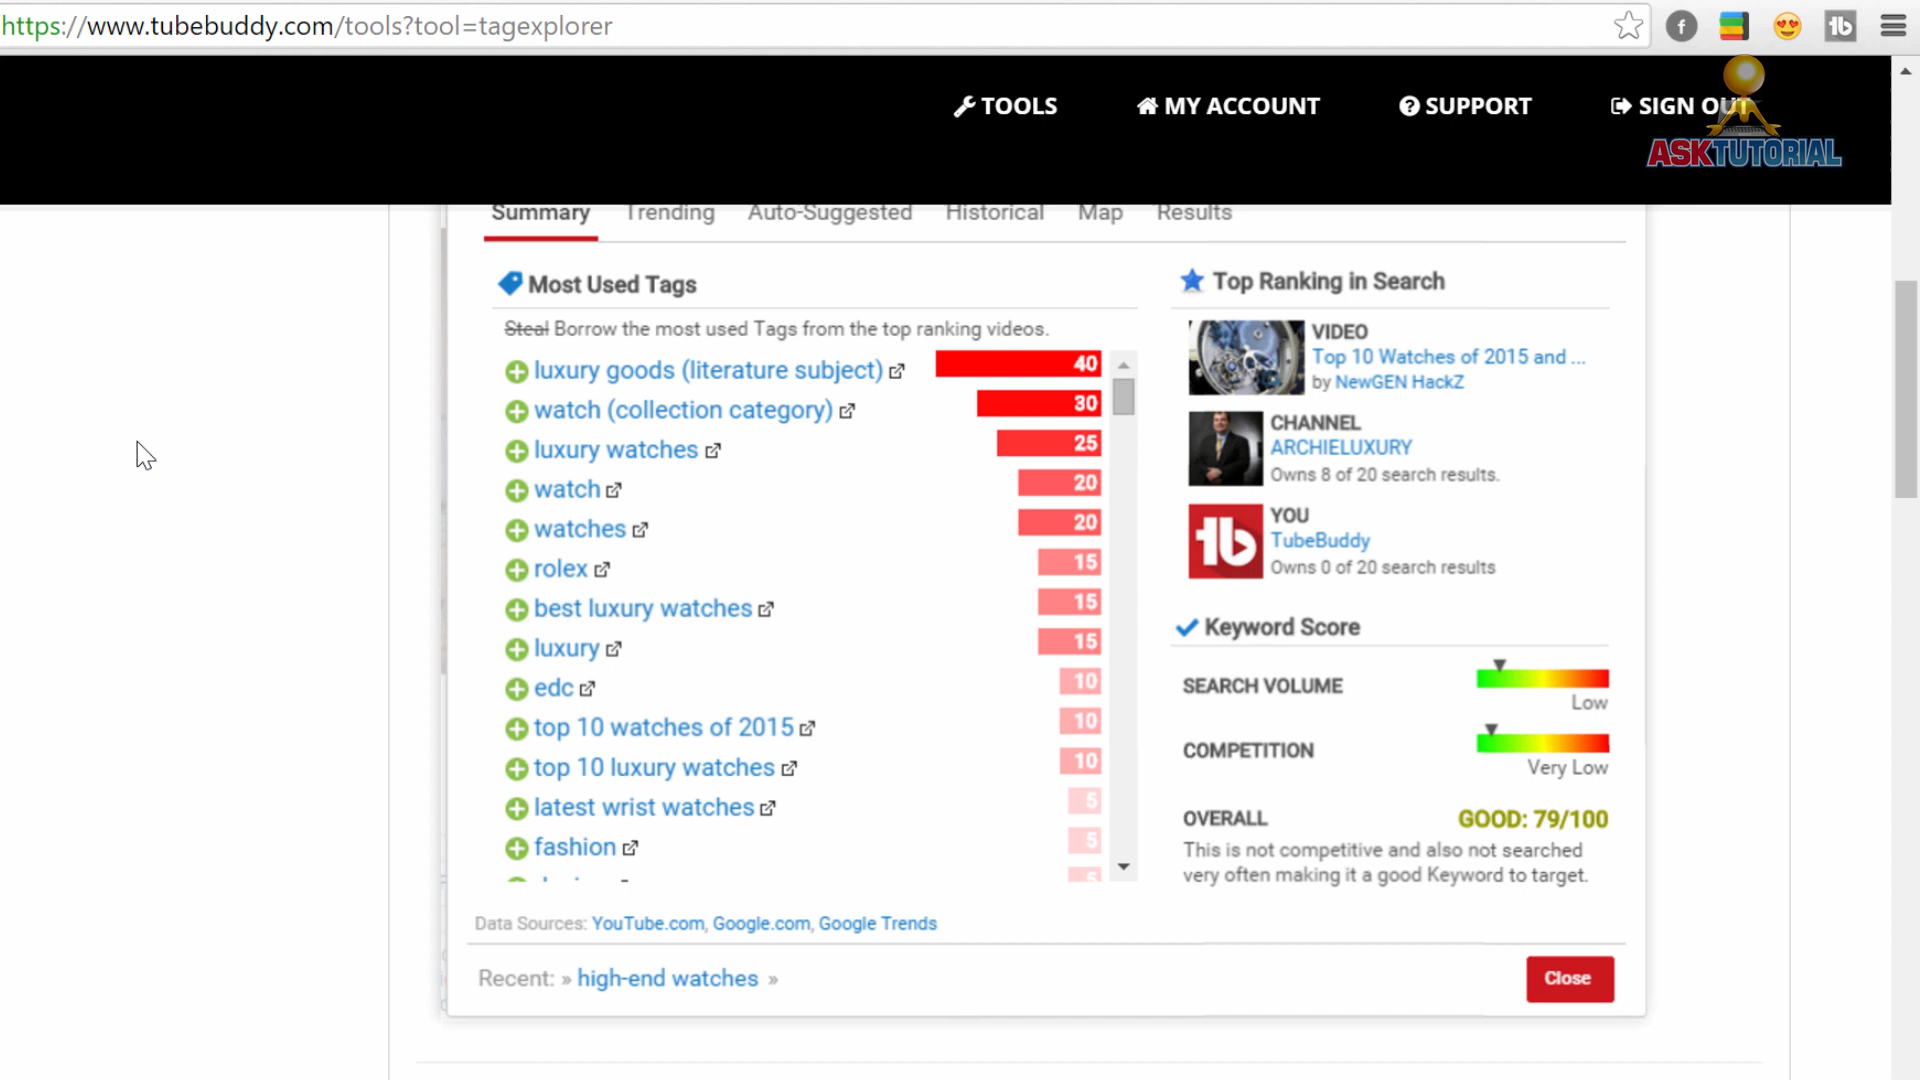 https://www.tubebuddy.com/tools?tool=tagexplorer
TOOLS MY ACCOUNT SUPPORT SIGN OUT
ASKTUTORIAL
Summary Trending Auto-Suggested Historical Map Results
Most Used Tags
Steal Borrow the most used Tags from the top ranking videos.
luxury goods (literature subject) 40
watch (collection category) 30
luxury watches 25
watch 20
watches 20
rolex 15
best luxury watches 15
luxury 15
edc 10
top 10 watches of 2015 10
top 10 luxury watches 10
latest wrist watches 5
fashion 5
5
Top Ranking in Search
VIDEO
Top 10 Watches of 2015 and ...
by NewGEN HackZ
CHANNEL
ARCHIELUXURY
Owns 8 of 20 search results.
tb
YOU
TubeBuddy
Owns 0 of 20 search results
Keyword Score
SEARCH VOLUME
Low
COMPETITION
Very Low
OVERALL GOOD: 79/100
This is not competitive and also not searched
very often making it a good Keyword to target.
Data Sources: YouTube.com, Google.com, Google Trends
Recent: » high-end watches »
Close